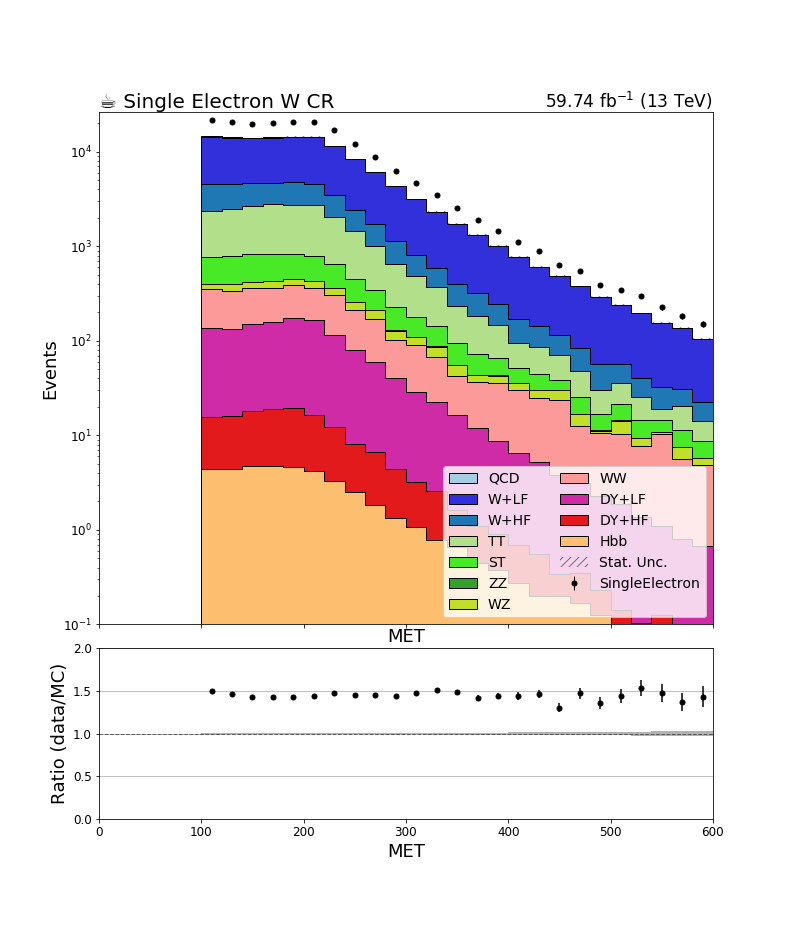 ☕ Single Electron W CR 59.74 fb⁻¹ (13 TeV)
10⁴
10³
10²
10¹
10⁰
10⁻¹
Events
QCD
W+LF
W+HF
TT
ST
ZZ
WZ
WW
DY+LF
DY+HF
Hbb
Stat. Unc.
SingleElectron
MET
2.0
1.5
1.0
0.5
0.0
Ratio (data/MC)
0 100 200 300 400 500 600
MET